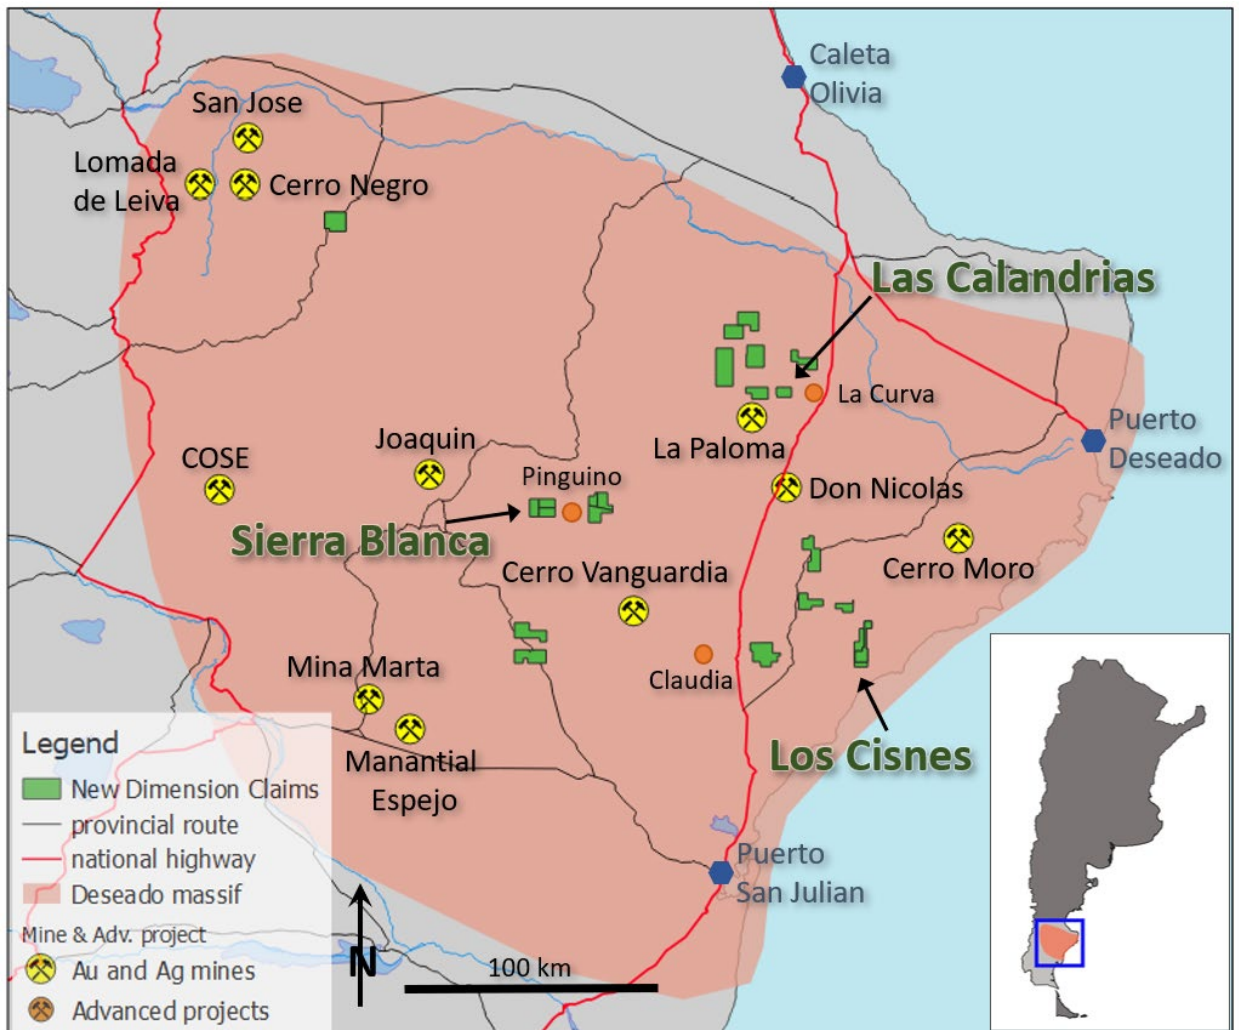 Caleta
Olivia
San Jose
Lomada
de Leiva
Cerro Negro
Las Calandrias
La Curva
Puerto
Deseado
La Paloma
Joaquin
COSE
Pinguino
Don Nicolas
Sierra Blanca
Cerro Moro
Cerro Vanguardia
Mina Marta
Claudia
Los Cisnes
Manantial
Espejo
Puerto
San Julian
Legend
New Dimension Claims
provincial route
national highway
Deseado massif
Mine & Adv. project
Au and Ag mines
Advanced projects
N
100 km